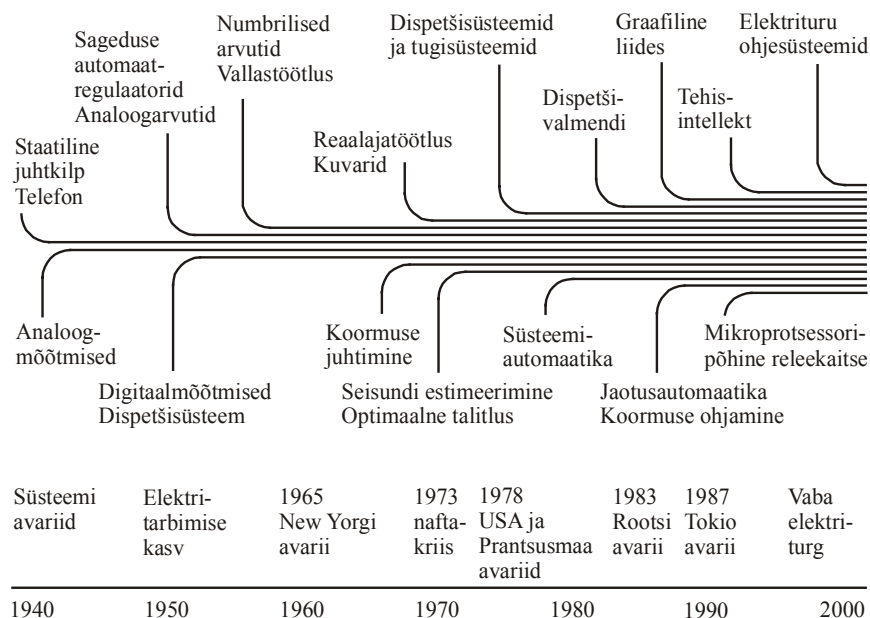 Staatiline
juhtkilp
Telefon
Sageduse
automaat-
regulaatorid
Analoogarvutid
Numbrilised
arvutid
Vallastöötlus
Reaalajatöötlus
Kuvarid
Dispetšisüsteemid
ja tugisüsteemid
Dispetši-
valmendi
Graafiline
liides
Tehis-
intellekt
Elektrituru
ohjesüsteemid
Analoog-
mõõtmised
Digitaalmõõtmised
Dispetšisüsteem
Koormuse
juhtimine
Seisundi estimeerimine
Optimaalne talitlus
Süsteemi-
automaatika
Jaotusautomaatika
Koormuse ohjamine
Mikroprotsessori-
põhine releekaitse
Süsteemi
avariid
Elektri-
tarbimise
kasv
1965
New Yorgi
avarii
1973
nafta-
kriis
1978
USA ja
Prantsusmaa
avariid
1983
Rootsi
avarii
1987
Tokio
avarii
Vaba
elektri-
turg
1940 1950 1960 1970 1980 1990 2000